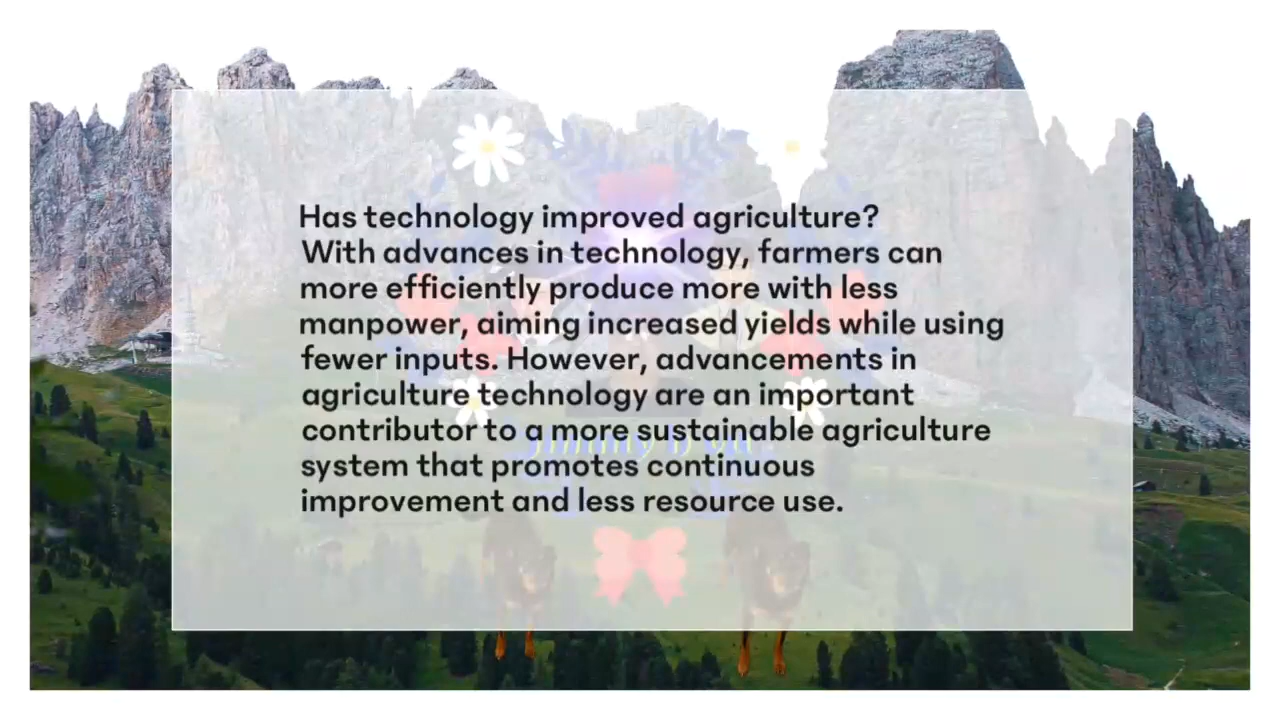 Has technology improved agriculture?
With advances in technology, farmers can
more efficiently produce more with less
manpower, aiming increased yields while using
fewer inputs. However, advancements in
agriculture technology are an important
contributor to a more sustainable agriculture
system that promotes continuous
improvement and less resource use.